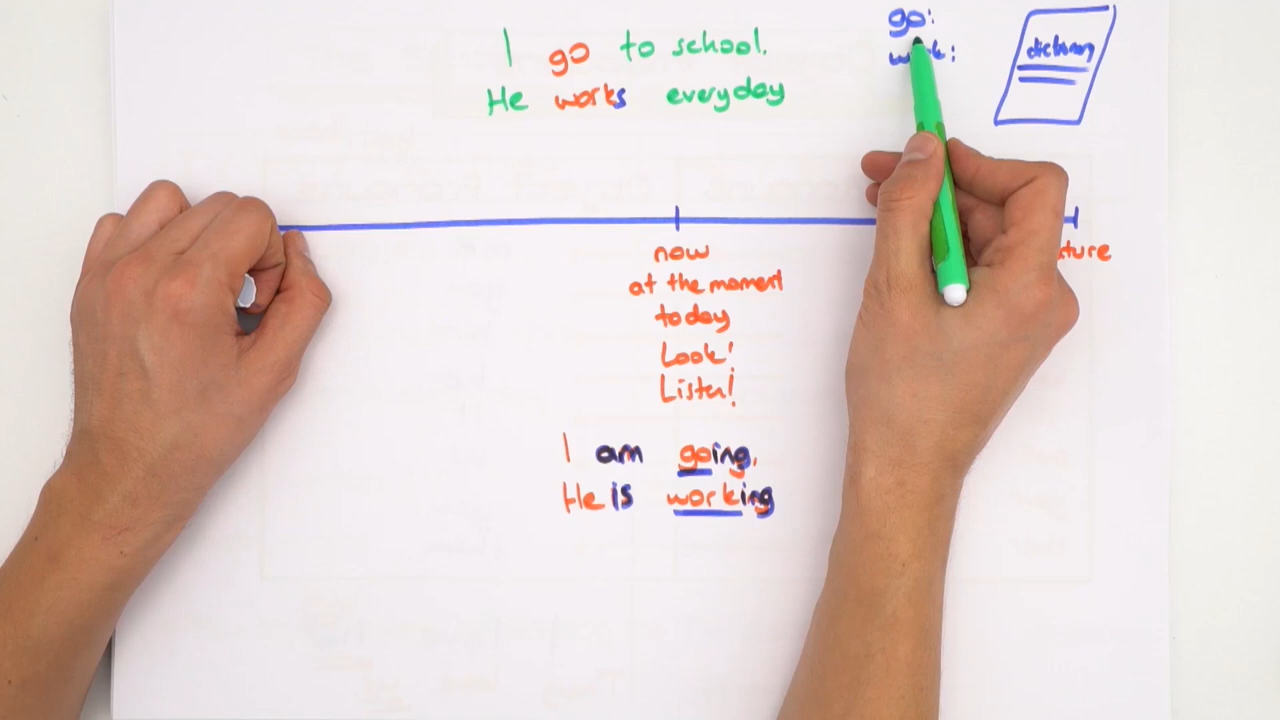 I go to school.
He works everyday
go:
work:
dictionary
now
at the moment
today
Look!
Listen!
I am going,
He is working